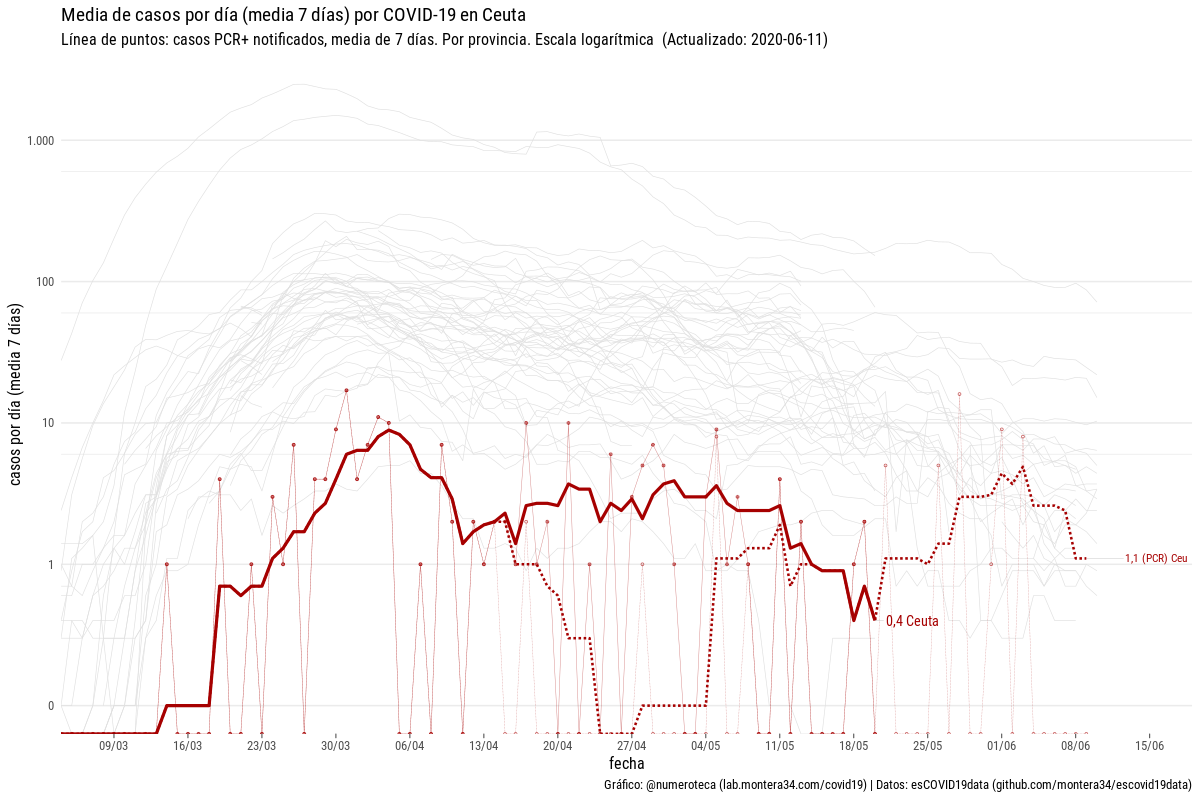 Media de casos por día (media 7 días) por COVID-19 en Ceuta
Línea de puntos: casos PCR+ notificados, media de 7 días. Por provincia. Escala logarítmica (Actualizado: 2020-06-11)
casos por día (media 7 días)
1.000
100
10
1
0
1,1 (PCR) Ceu
0,4 Ceuta
09/03 16/03 23/03 30/03 06/04 13/04 20/04 27/04 04/05 11/05 18/05 25/05 01/06 08/06 15/06
fecha
Gráfico: @numeroteca (lab.montera34.com/covid19) | Datos: esCOVID19data (github.com/montera34/escovid19data)